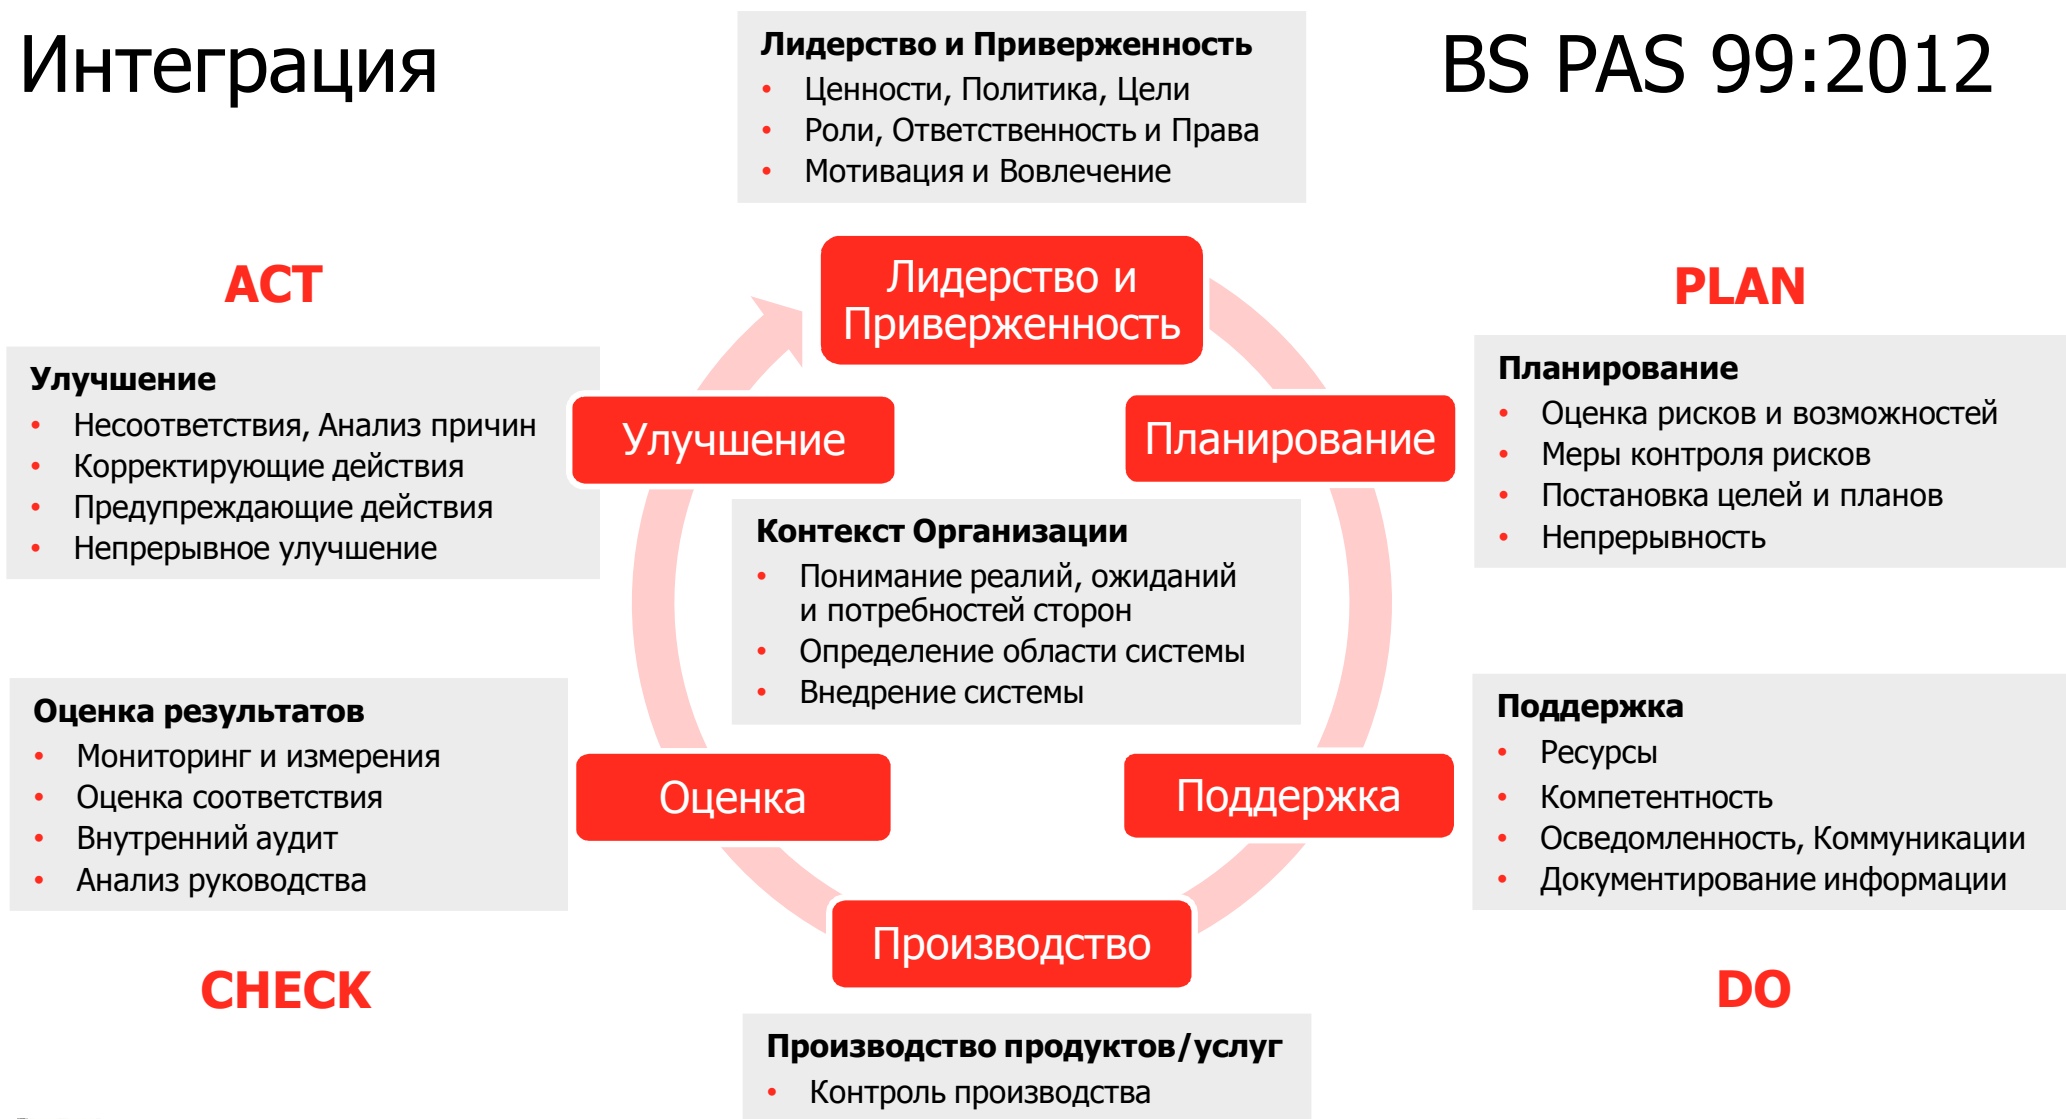 Интеграция
BS PAS 99:2012
Лидерство и Приверженность
• Ценности, Политика, Цели
• Роли, Ответственность и Права
• Мотивация и Вовлечение
ACT
PLAN
Лидерство и
Приверженность
Улучшение
• Несоответствия, Анализ причин
• Корректирующие действия
• Предупреждающие действия
• Непрерывное улучшение
Улучшение
Планирование
Планирование
• Оценка рисков и возможностей
• Меры контроля рисков
• Постановка целей и планов
• Непрерывность
Контекст Организации
• Понимание реалий, ожиданий
и потребностей сторон
• Определение области системы
• Внедрение системы
Оценка результатов
• Мониторинг и измерения
• Оценка соответствия
• Внутренний аудит
• Анализ руководства
Оценка
Поддержка
Поддержка
• Ресурсы
• Компетентность
• Осведомленность, Коммуникации
• Документирование информации
Производство
CHECK
DO
Производство продуктов/услуг
• Контроль производства